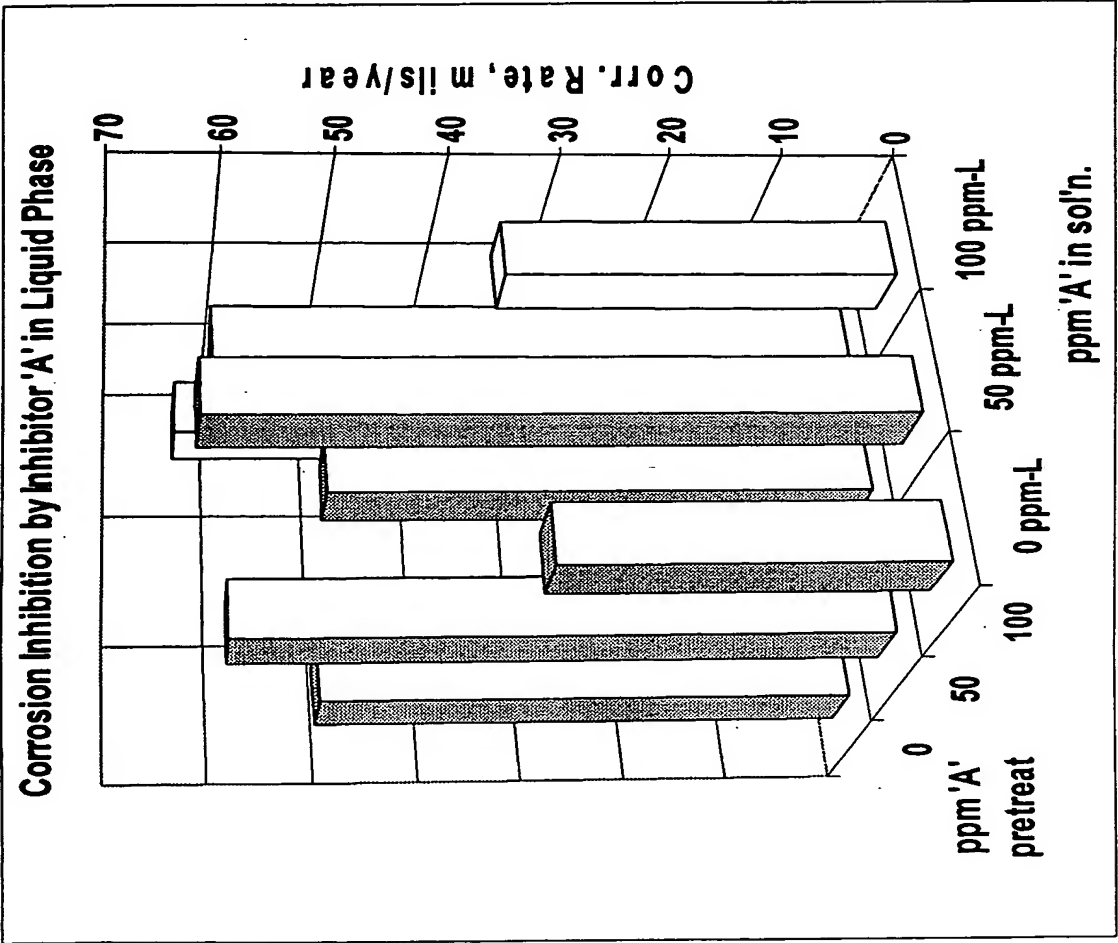 Corrosion Inhibition by Inhibitor 'A' in Liquid Phase
Corr. Rate, mils/year
70
60
50
40
30
20
10
0
100 ppm-L
50 ppm-L
0 ppm-L
ppm 'A' in sol'n.
100
50
0
ppm 'A'
pretreat